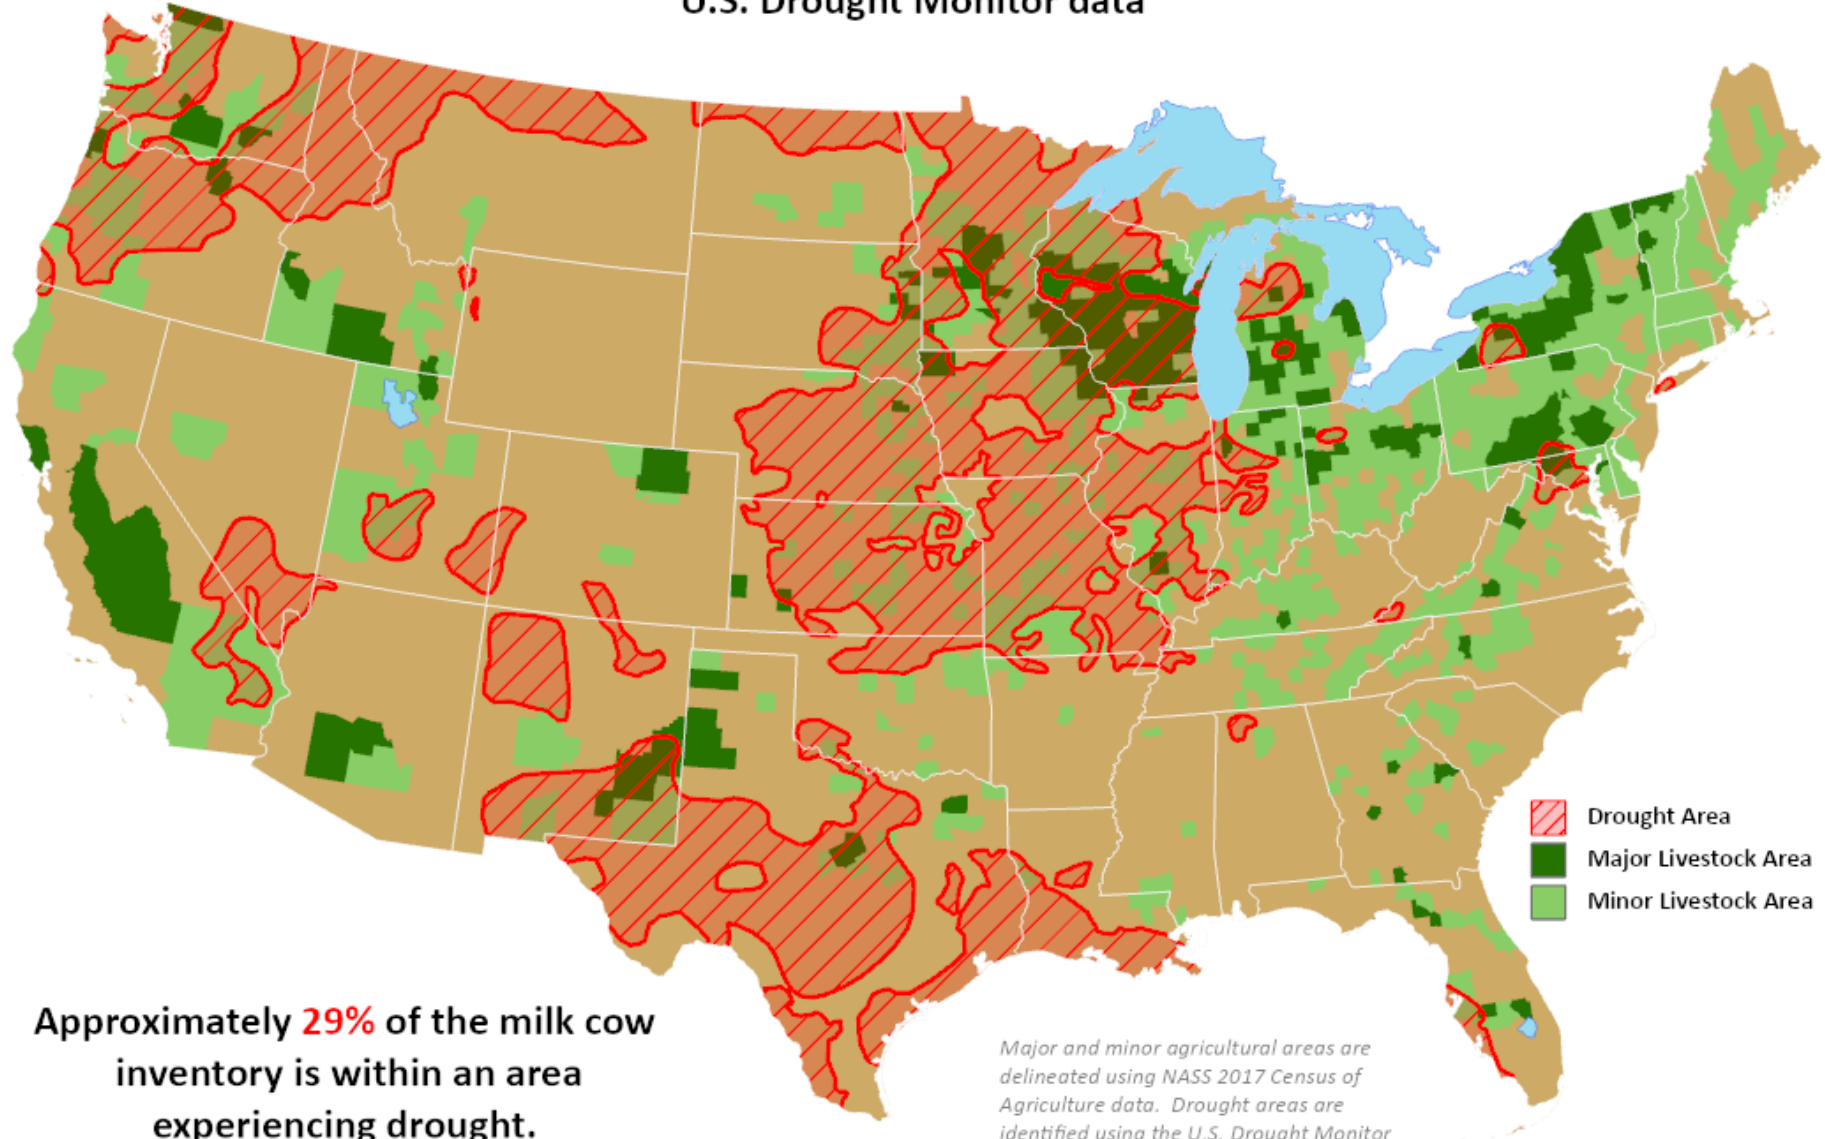 U.S. Drought Monitor data
Drought Area
Major Livestock Area
Minor Livestock Area
Approximately 29% of the milk cow
inventory is within an area
experiencing drought.
Major and minor agricultural areas are
delineated using NASS 2017 Census of
Agriculture data. Drought areas are
identified using the U.S. Drought Monitor